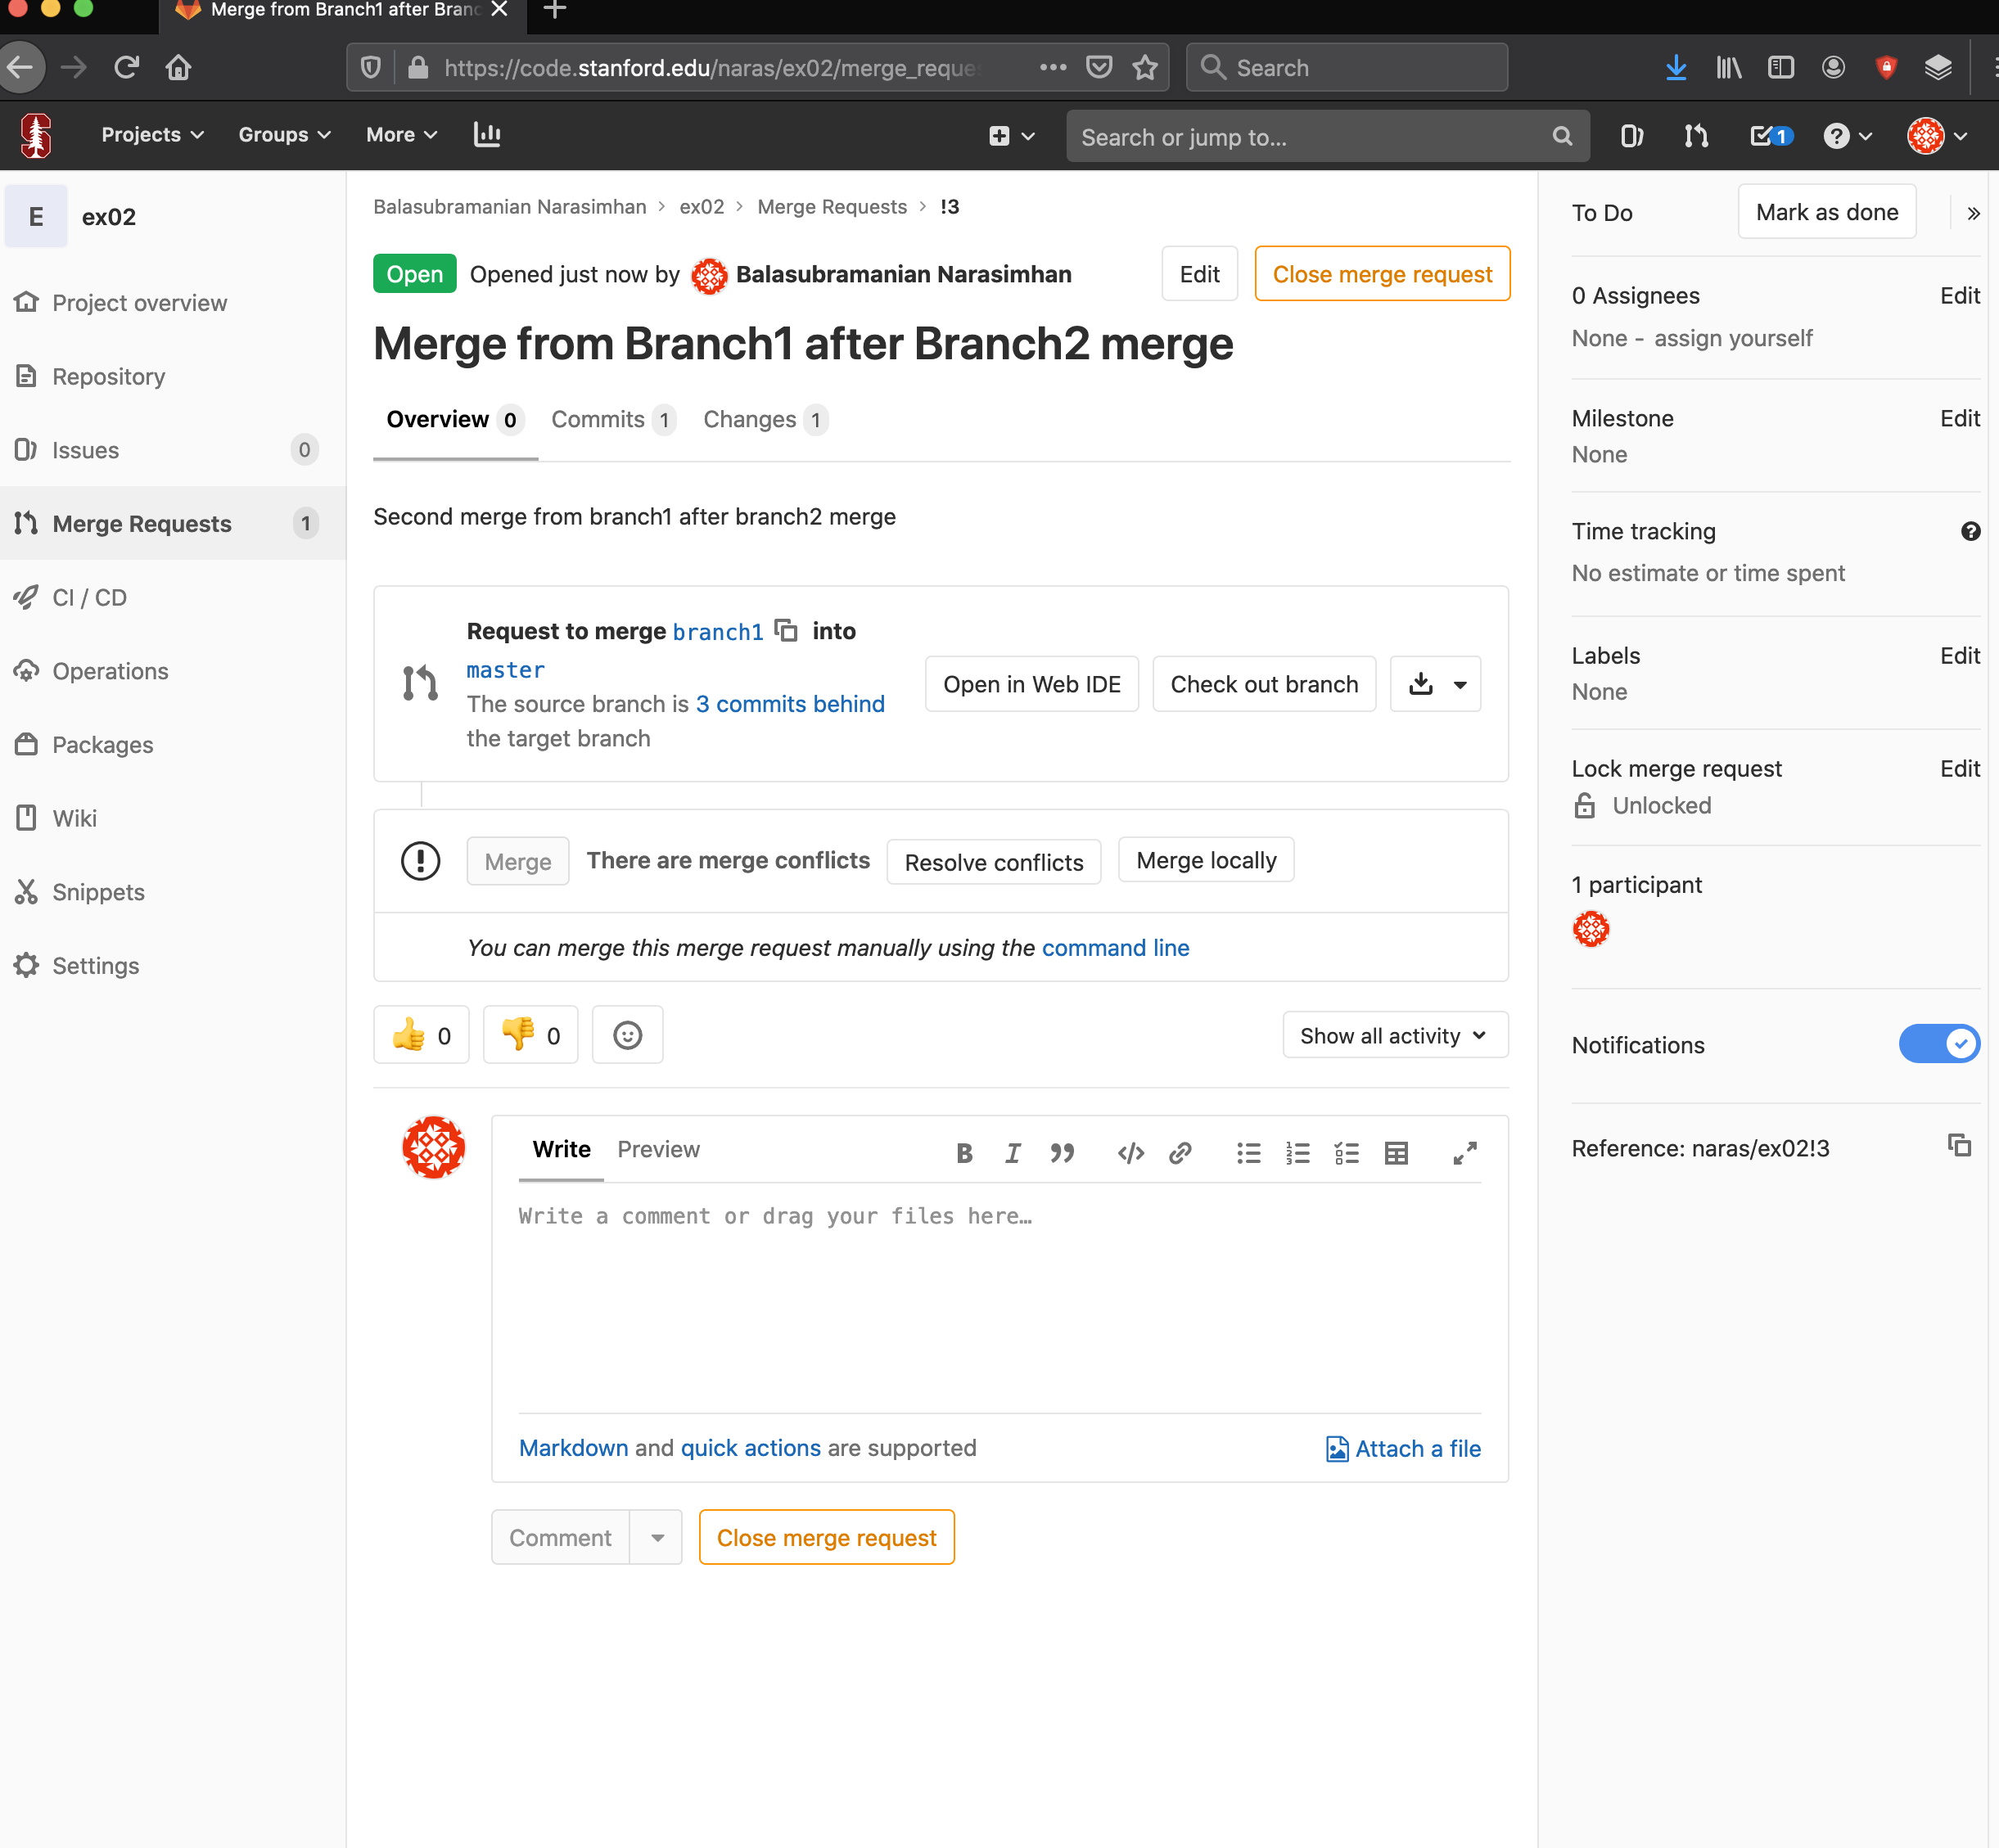 Merge from Branch1 after Branc
https://code.stanford.edu/naras/ex02/merge_reques
Search
Projects
Groups
More
Search or jump to...
1
E
ex02
Project overview
Repository
Issues
0
Merge Requests
1
CI / CD
Operations
Packages
Wiki
Snippets
Settings
Balasubramanian Narasimhan > ex02 > Merge Requests > !3
Open
Opened just now by Balasubramanian Narasimhan
Edit
Close merge request
Merge from Branch1 after Branch2 merge
Overview 0
Commits 1
Changes 1
Second merge from branch1 after branch2 merge
Request to merge branch1 into
master
The source branch is 3 commits behind
the target branch
Open in Web IDE
Check out branch
Merge
There are merge conflicts
Resolve conflicts
Merge locally
You can merge this merge request manually using the command line
0
0
Show all activity
Write
Preview
Write a comment or drag your files here…
Markdown and quick actions are supported
Attach a file
Comment
Close merge request
To Do
Mark as done
0 Assignees
Edit
None - assign yourself
Milestone
Edit
None
Time tracking
No estimate or time spent
Labels
Edit
None
Lock merge request
Edit
Unlocked
1 participant
Notifications
Reference: naras/ex02!3